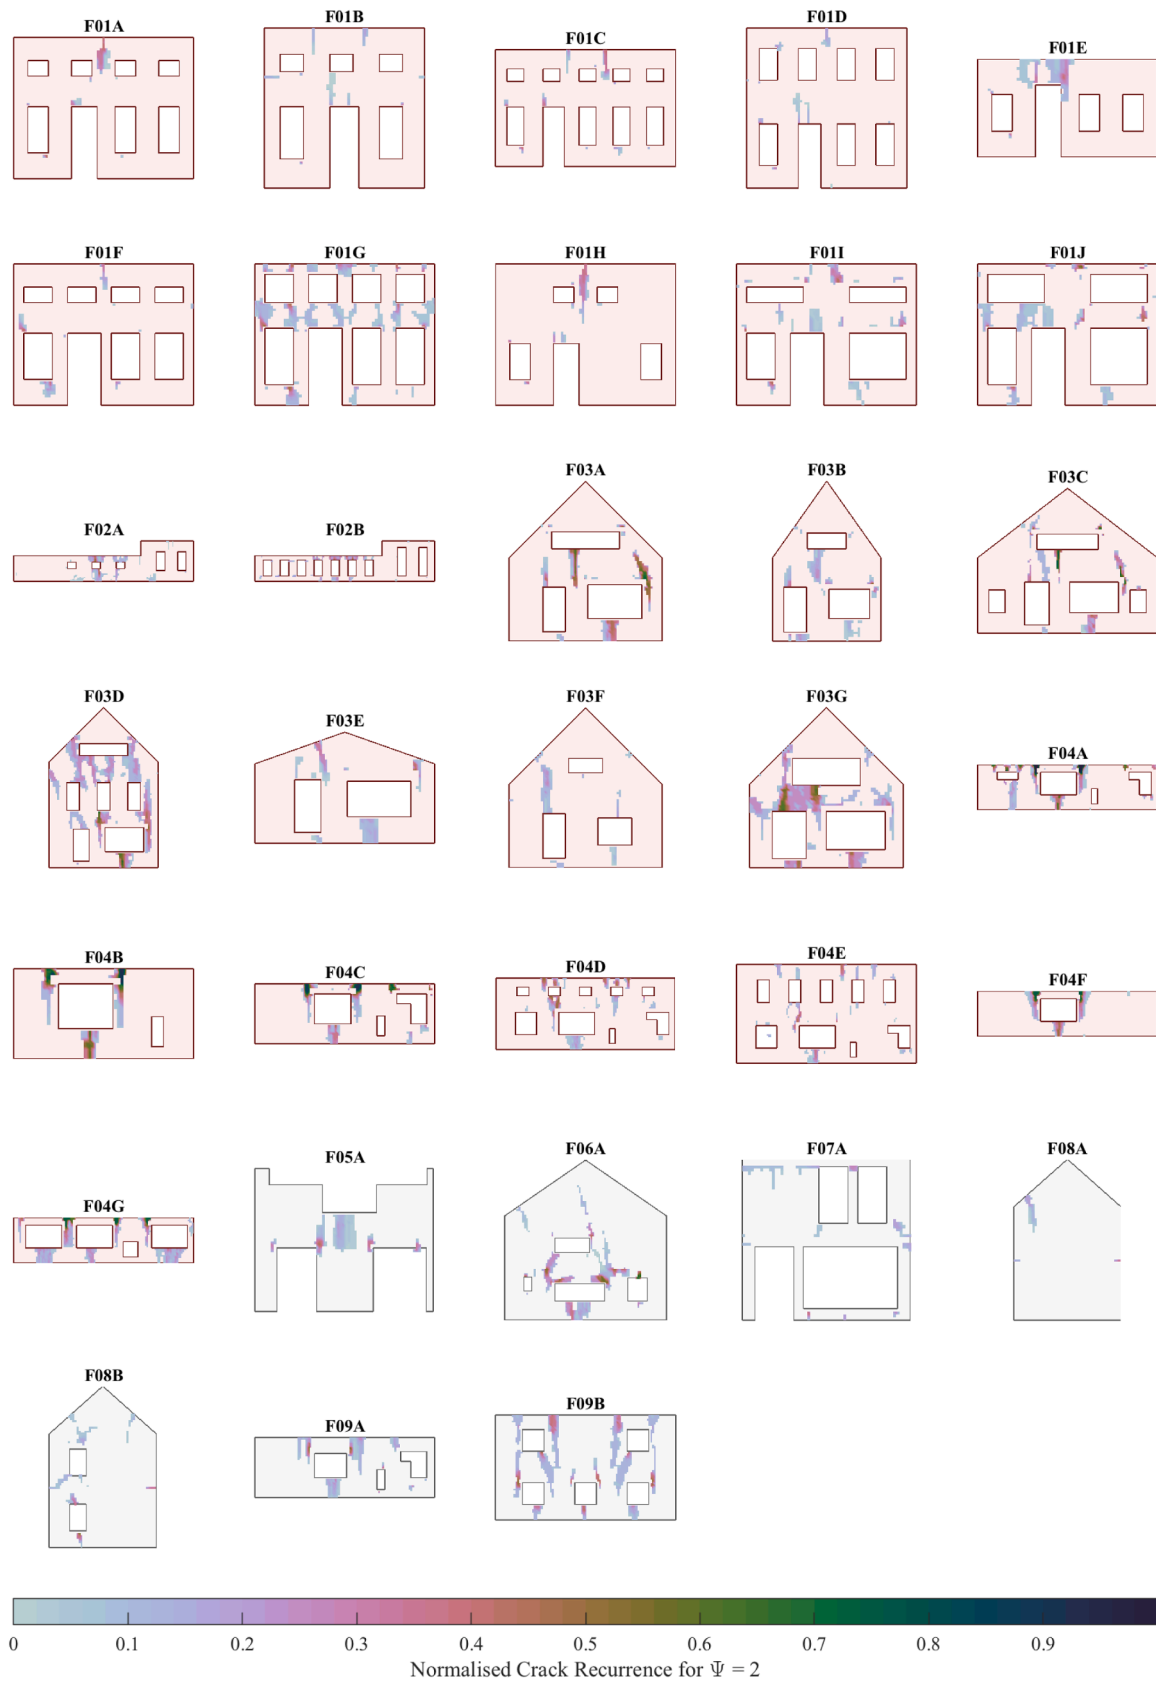 F01A F01B F01C F01D F01E
F01F F01G F01H F01I F01J
F02A F02B F03A F03B F03C
F03D F03E F03F F03G F04A
F04B F04C F04D F04E F04F
F04G F05A F06A F07A F08A
F08B F09A F09B
0 0.1 0.2 0.3 0.4 0.5 0.6 0.7 0.8 0.9
Normalised Crack Recurrence for Ψ = 2